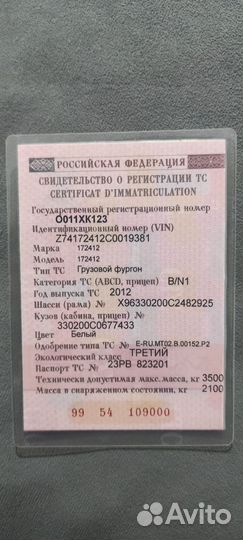 РОССИЙСКАЯ ФЕДЕРАЦИЯ
СВИДЕТЕЛЬСТВО О РЕГИСТРАЦИИ ТС
CERTIFICAT D'IMMATRICULATION
Государственный регистрационный номер
О011ХК123
Идентификационный номер (VIN)
Z74172412C0019381
Марка 172412
Модель 172412
Тип ТС Грузовой фургон
Категория ТС (ABCD, прицеп) B/N1
Год выпуска ТС 2012
Шасси (рама) № X96330200C2482925
Кузов (кабина, прицеп) №
330200C0677433
Цвет Белый
Одобрение типа ТС № E-RU.MT02.B.00152.P2
Экологический класс ТРЕТИЙ
Паспорт ТС № 23РВ 823201
Технически допустимая макс.масса, кг 3500
Масса в снаряженном состоянии, кг 2100
99 54 109000
Avito